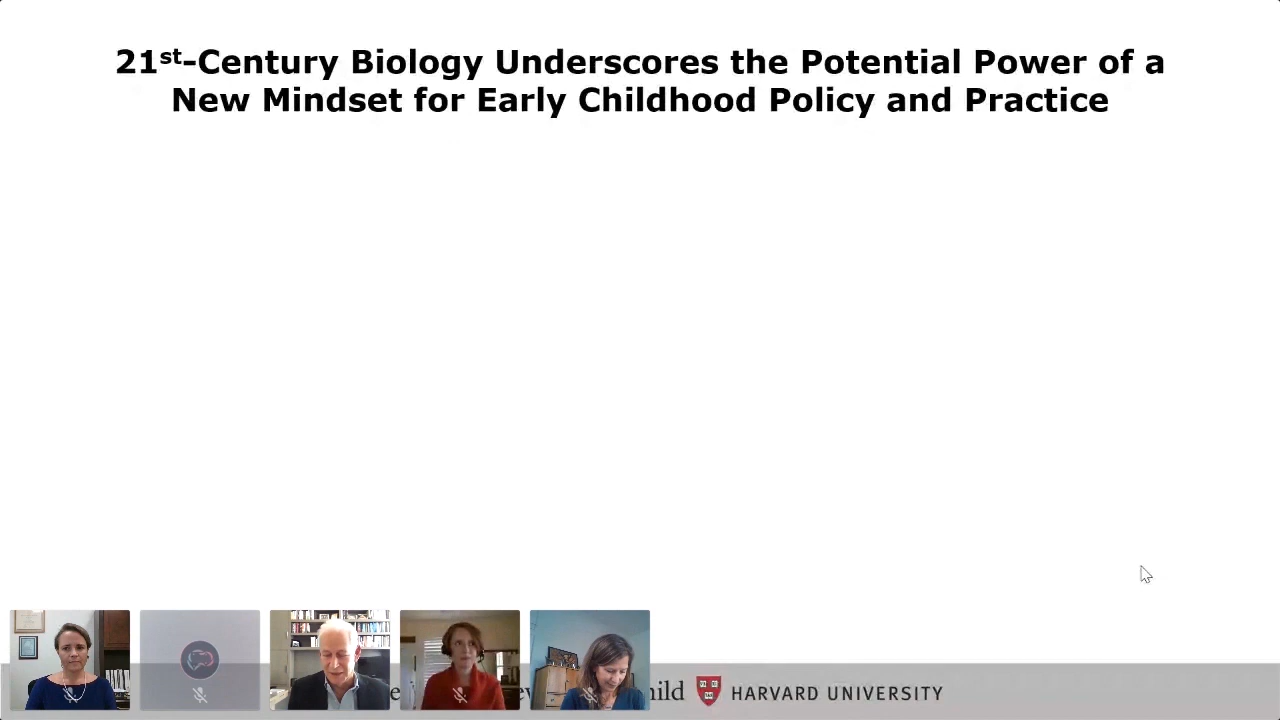 21st-Century Biology Underscores the Potential Power of a
New Mindset for Early Childhood Policy and Practice
HARVARD UNIVERSITY